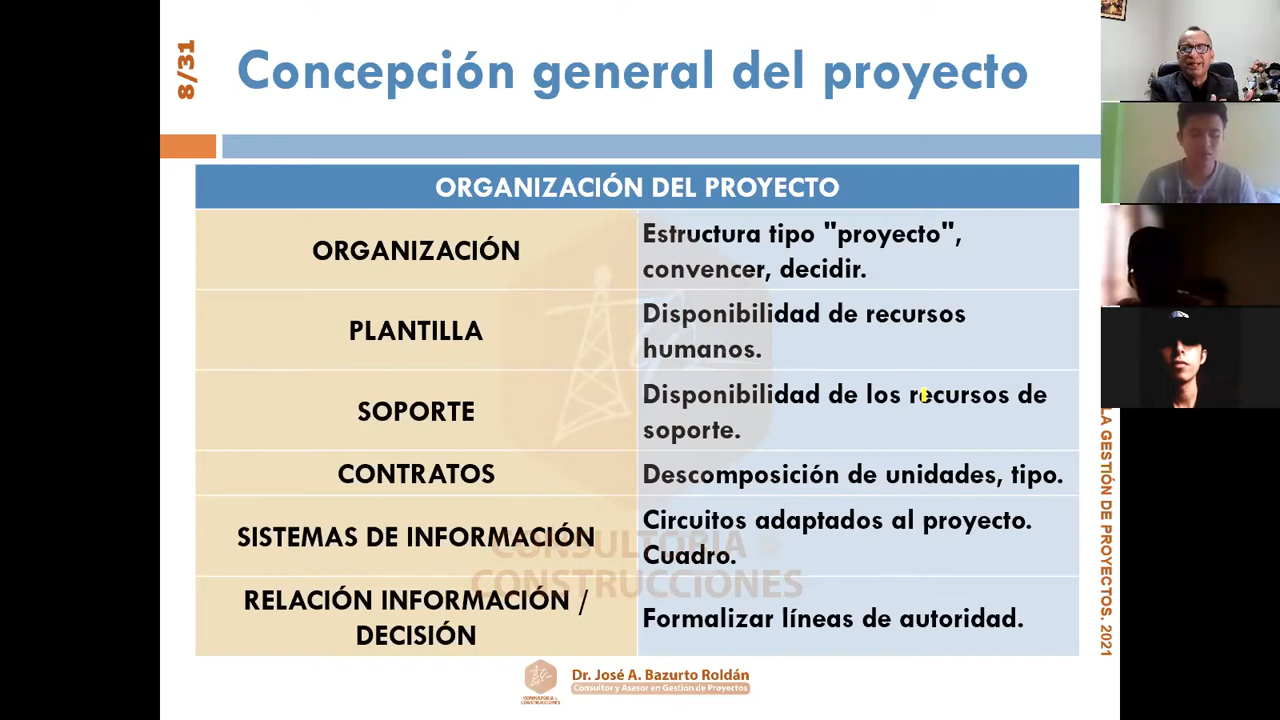 8/31
Concepción general del proyecto
ORGANIZACIÓN DEL PROYECTO
ORGANIZACIÓN
Estructura tipo "proyecto",
convencer, decidir.
PLANTILLA
Disponibilidad de recursos
humanos.
SOPORTE
Disponibilidad de los recursos de
soporte.
CONTRATOS
Descomposición de unidades, tipo.
SISTEMAS DE INFORMACIÓN
Circuitos adaptados al proyecto.
Cuadro.
RELACIÓN INFORMACIÓN /
DECISIÓN
Formalizar líneas de autoridad.
CONSULTORIA +
CONSTRUCCIONES
LA GESTIÓN DE PROYECTOS. 2021
CONSULTORIA +
CONSTRUCCIONES
Dr. José A. Bazurto Roldán
Consultor y Asesor en Gestión de Proyectos